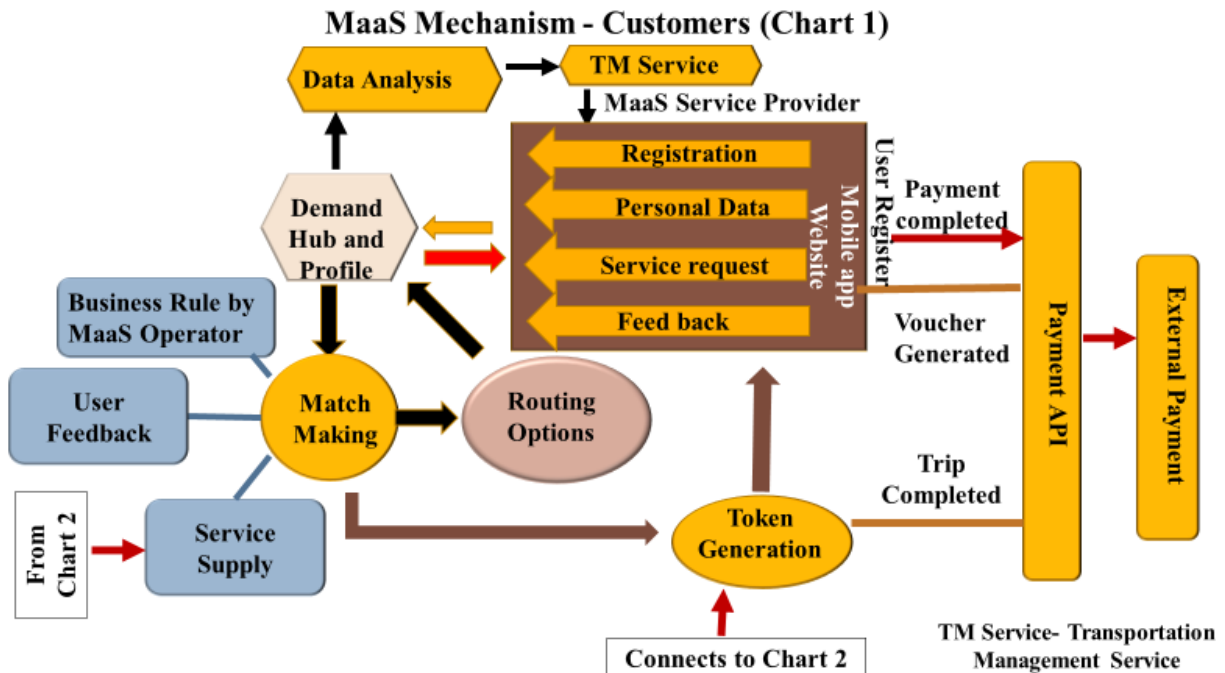 MaaS Mechanism - Customers (Chart 1)
Data Analysis
TM Service
MaaS Service Provider
Registration
Personal Data
Service request
Feed back
Mobile app
Website
User Register
Payment
completed
Voucher
Generated
Trip
Completed
Payment API
External Payment
Demand
Hub and
Profile
Business Rule by
MaaS Operator
User
Feedback
Match
Making
Routing
Options
From
Chart 2
Service
Supply
Token
Generation
Connects to Chart 2
TM Service- Transportation
Management Service